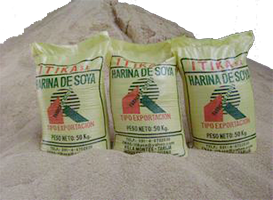 ITIKA S.A.
HARINA DE SOYA
TIPO EXPORTACION
PESO NETO: 50 Kg.
ITIKA S.A.
HARINA DE SOYA
TIPO EXPORTACION
PESO NETO: 50 Kg.
ITIKA
HARINA DE SOYA
TIPO EXPORTACION
PESO NETO: 50 Kg.